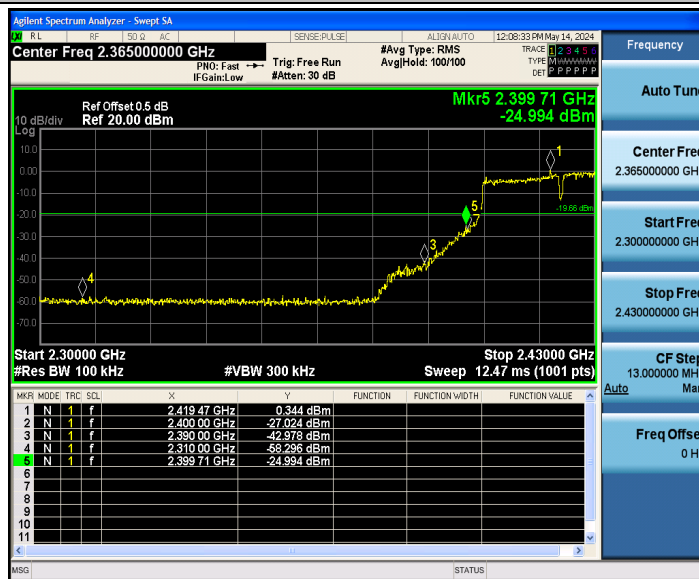 Agilent Spectrum Analyzer - Swept SA
RL RF 50 Ω AC SENSE:PULSE ALIGN AUTO 12:08:33 PM May 14, 2024
Center Freq 2.365000000 GHz
PNO: Fast
IFGain:Low
Trig: Free Run
#Atten: 30 dB
#Avg Type: RMS
Avg|Hold: 100/100
TRACE 1 2 3 4 5 6
TYPE M
DET P P P P P P
Frequency
Auto Tune
Center Freq
2.365000000 GH
Start Freq
2.300000000 GH
Stop Freq
2.430000000 GH
CF Step
13.000000 MH
Auto Man
Freq Offse
0 H
Ref Offset 0.5 dB
10 dB/div Ref 20.00 dBm
Log
Mkr5 2.399 71 GHz
-24.994 dBm
10.0
0.00
-10.0
-20.0
-30.0
-40.0
-50.0
-60.0
-70.0
1
5
3
4
-19.66 dBm
Start 2.30000 GHz Stop 2.43000 GHz
#Res BW 100 kHz #VBW 300 kHz Sweep 12.47 ms (1001 pts)
MKR MODE TRC SCL X Y FUNCTION FUNCTION WIDTH FUNCTION VALUE
1 N 1 f 2.419 47 GHz 0.344 dBm
2 N 1 f 2.400 00 GHz -27.024 dBm
3 N 1 f 2.390 00 GHz -42.978 dBm
4 N 1 f 2.310 00 GHz -58.296 dBm
5 N 1 f 2.399 71 GHz -24.994 dBm
6
7
8
9
10
11
MSG STATUS